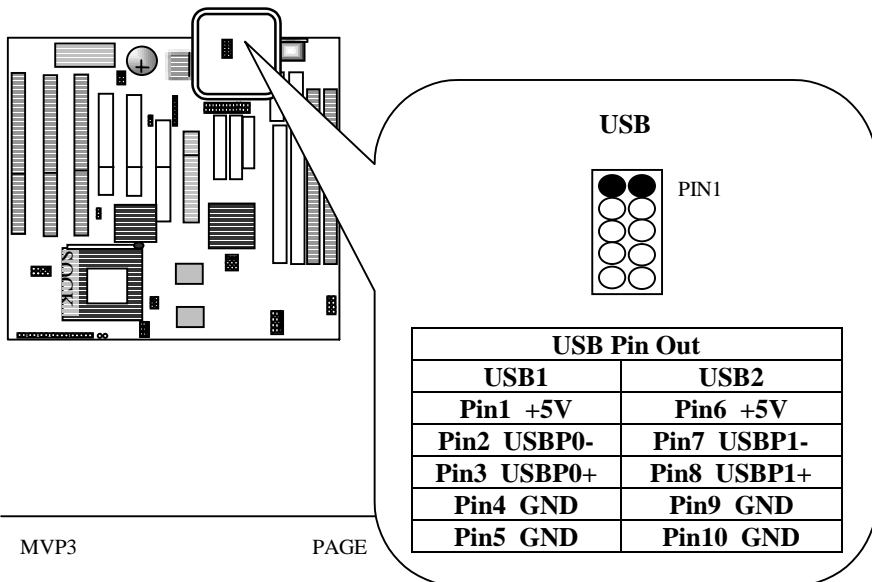 USB
PIN1
SOCK
USB Pin Out
USB1 USB2
Pin1 +5V Pin6 +5V
Pin2 USBP0- Pin7 USBP1-
Pin3 USBP0+ Pin8 USBP1+
Pin4 GND Pin9 GND
Pin5 GND Pin10 GND
MVP3 PAGE